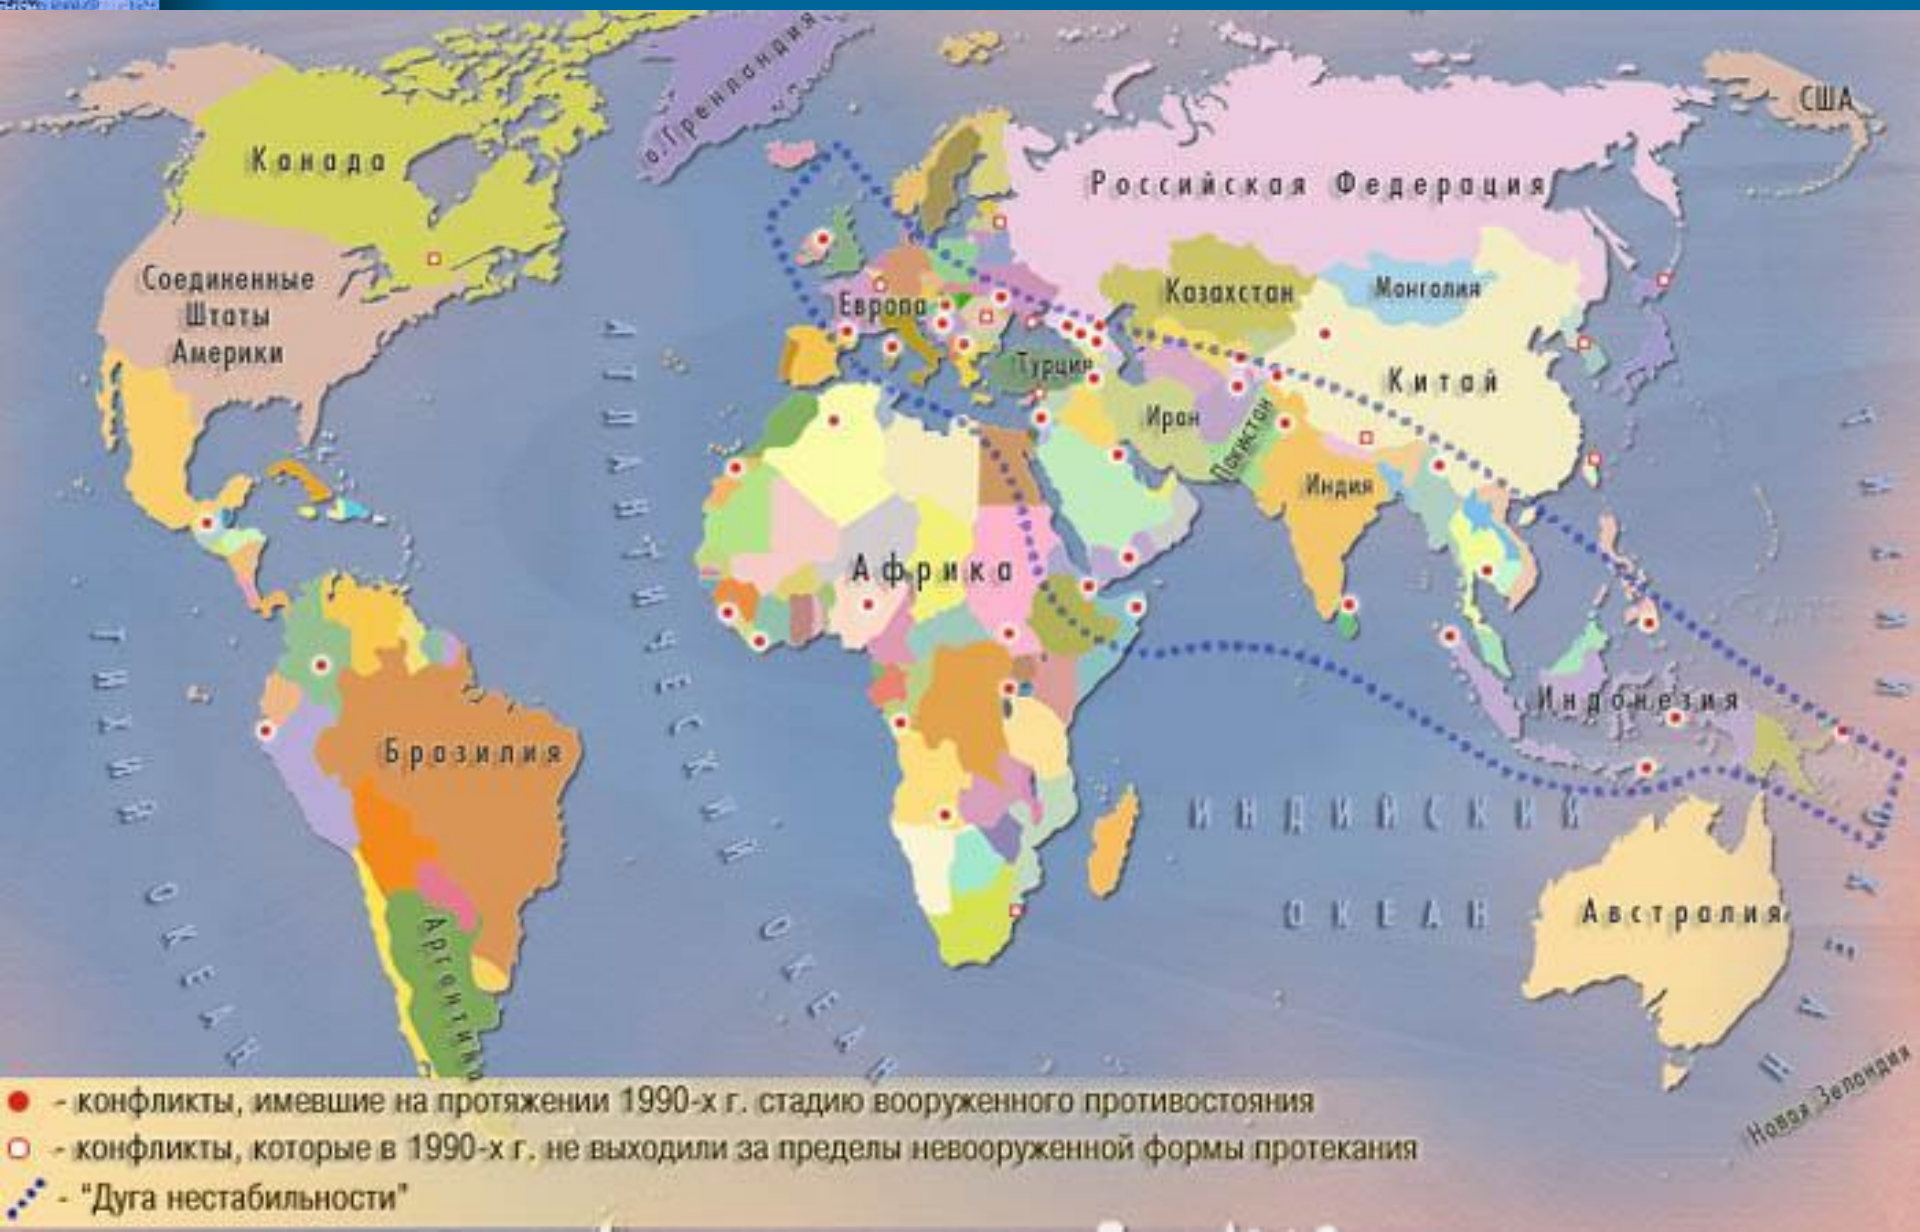 о. Гренландия
США
Канада
Российская Федерация
Соединенные
Штаты
Америки
Европа
Казахстан
Монголия
Турция
Китай
Иран
Пакистан
Индия
Африка
Индонезия
Бразилия
Аргентина
Австралия
Новая Зеландия
АТЛАНТИЧЕСКИЙ
ОКЕАН
ТИХИЙ
ОКЕАН
ИНДИЙСКИЙ
ОКЕАН
- конфликты, имевшие на протяжении 1990-х г. стадию вооруженного противостояния
- конфликты, которые в 1990-х г. не выходили за пределы невооруженной формы протекания
- “Дуга нестабильности”